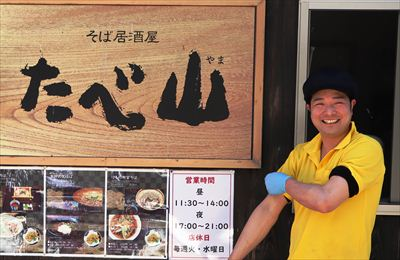 そば居酒屋
たべ山
やま
営業時間
昼
11:30～14:00
夜
17:00～21:00
店休日
毎週火・水曜日